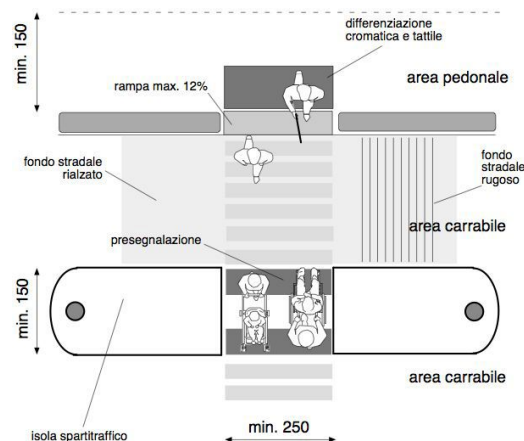 min. 150
differenziazione
cromatica e tattile
area pedonale
rampa max. 12%
fondo stradale
rialzato
fondo
stradale
rugoso
area carrabile
presegnalazione
min. 150
area carrabile
isola spartitraffico
min. 250